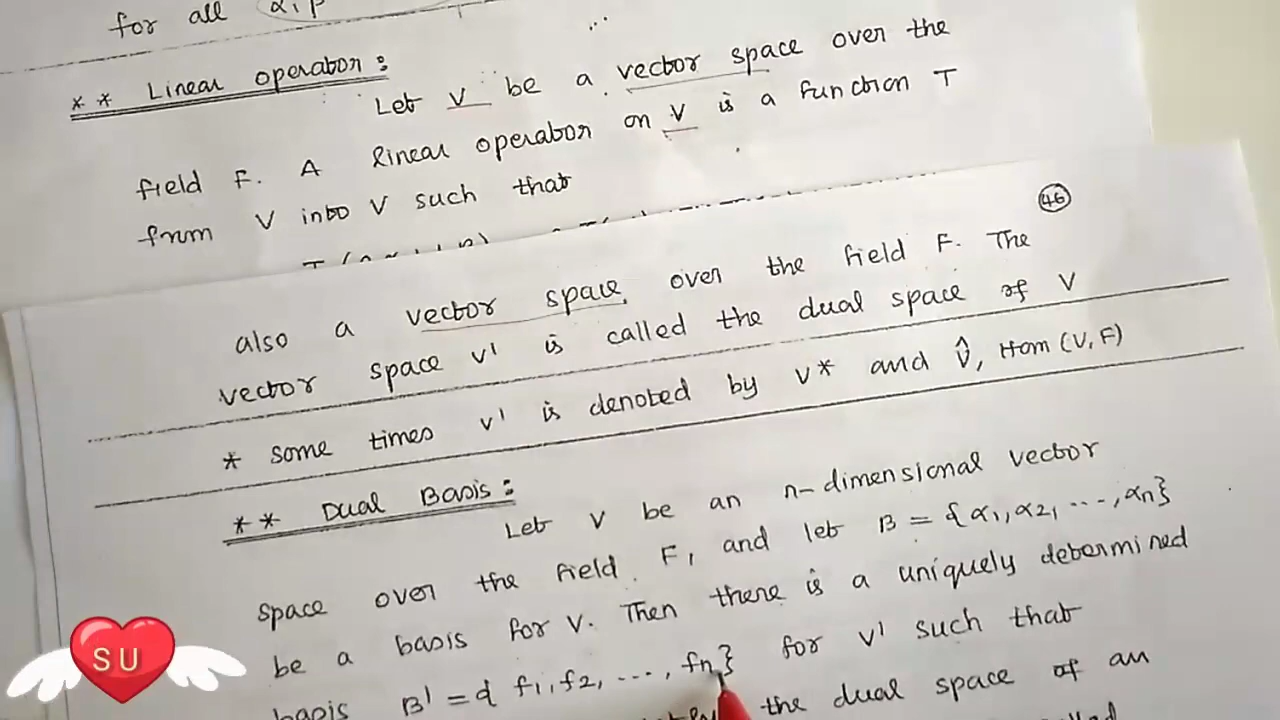 for all α, β
** Linear operator:
Let V be a vector space over the
field F. A linear operator on V is a function T
from V into V such that
46
also a vector space over the field F. The
vector space V' is called the dual space of V
* some times V' is denoted by V* and V̂, Hom (V, F)
** Dual Basis:
Let V be an n-dimensional vector
space over the field F, and let B = {α1, α2, ..., αn}
be a basis for V. Then there is a uniquely determined
basis B' = { f1, f2, ..., fn} for V' such that
the dual space of an
SU